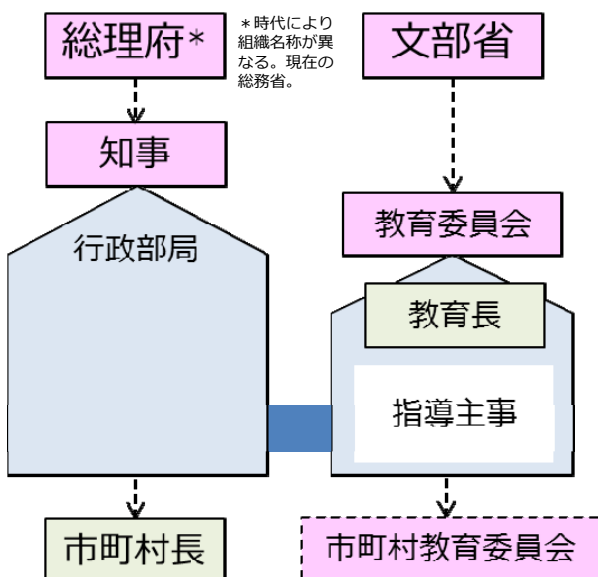 総理府*
*時代により
組織名称が異
なる。現在の
総務省。
文部省
知事
教育委員会
行政部局
教育長
指導主事
市町村長
市町村教育委員会